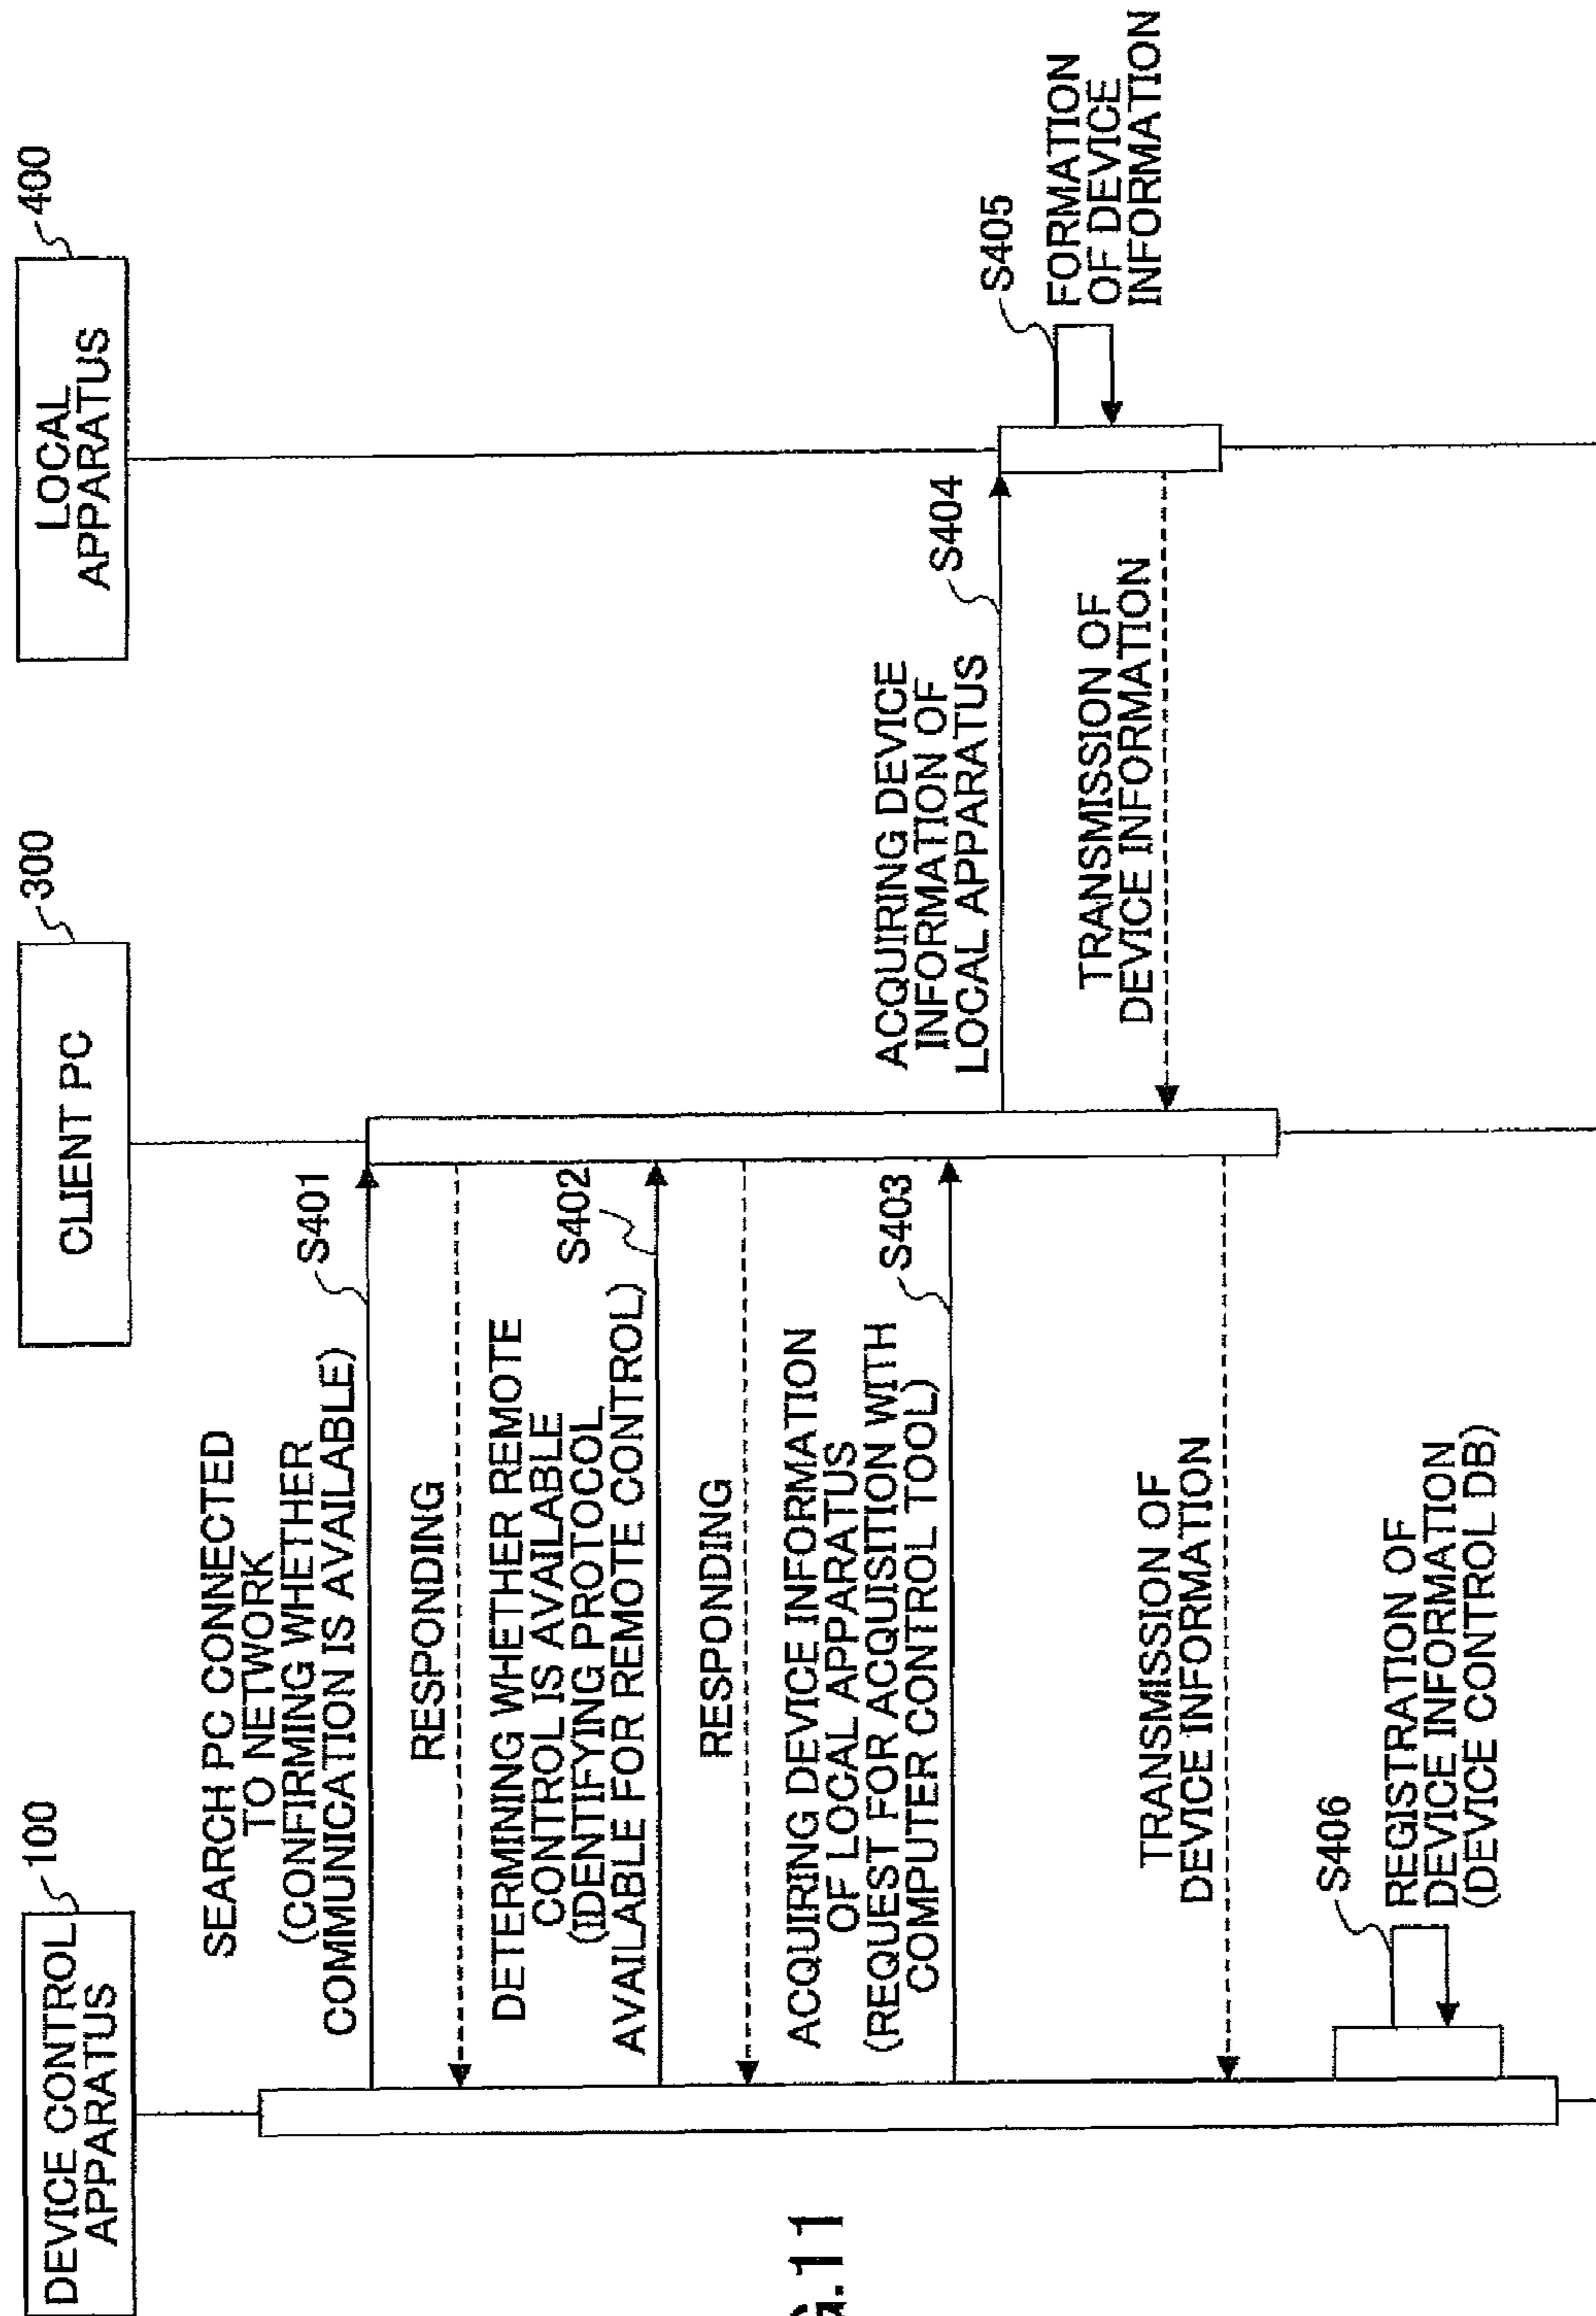 DEVICE CONTROL
APPARATUS
100
CLIENT PC
300
LOCAL
APPARATUS
400
SEARCH PC CONNECTED
TO NETWORK
(CONFIRMING WHETHER
COMMUNICATION IS AVAILABLE)
S401
RESPONDING
DETERMINING WHETHER REMOTE
CONTROL IS AVAILABLE
(IDENTIFYING PROTOCOL
AVAILABLE FOR REMOTE CONTROL)
S402
RESPONDING
ACQUIRING DEVICE INFORMATION
OF LOCAL APPARATUS
(REQUEST FOR ACQUISITION WITH
COMPUTER CONTROL TOOL)
S403
ACQUIRING DEVICE
INFORMATION OF
LOCAL APPARATUS
S404
S405
FORMATION
OF DEVICE
INFORMATION
TRANSMISSION OF
DEVICE INFORMATION
TRANSMISSION OF
DEVICE INFORMATION
S406
REGISTRATION OF
DEVICE INFORMATION
(DEVICE CONTROL DB)
G.11